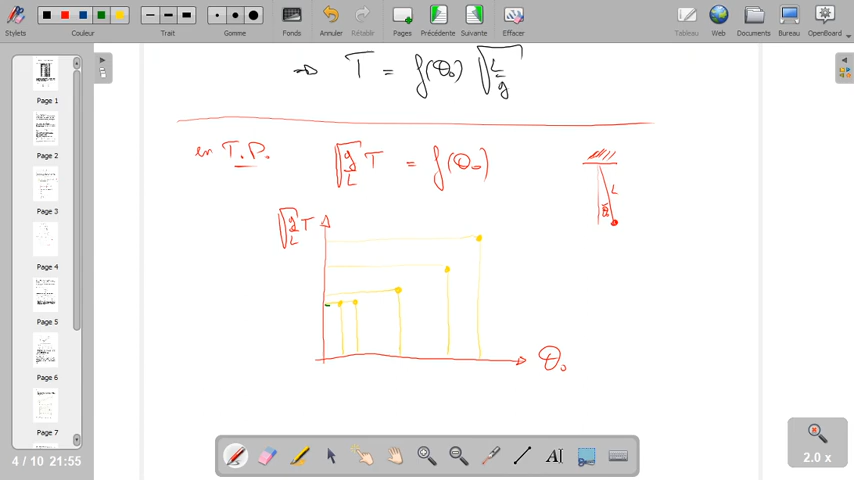 Stylets Couleur Trait Gomme Fonds Annuler Rétablir Pages Précédente Suivante Effacer Tableau Web Documents Bureau OpenBoard
Page 1
Page 2
Page 3
Page 4
Page 5
Page 6
Page 7
=> T = f(θ₀) √(L/g)
en T.P. √(g/L) T = f(θ₀)
L
θ₀
√(g/L) T
θ₀
4 / 10 21:55
2.0 x